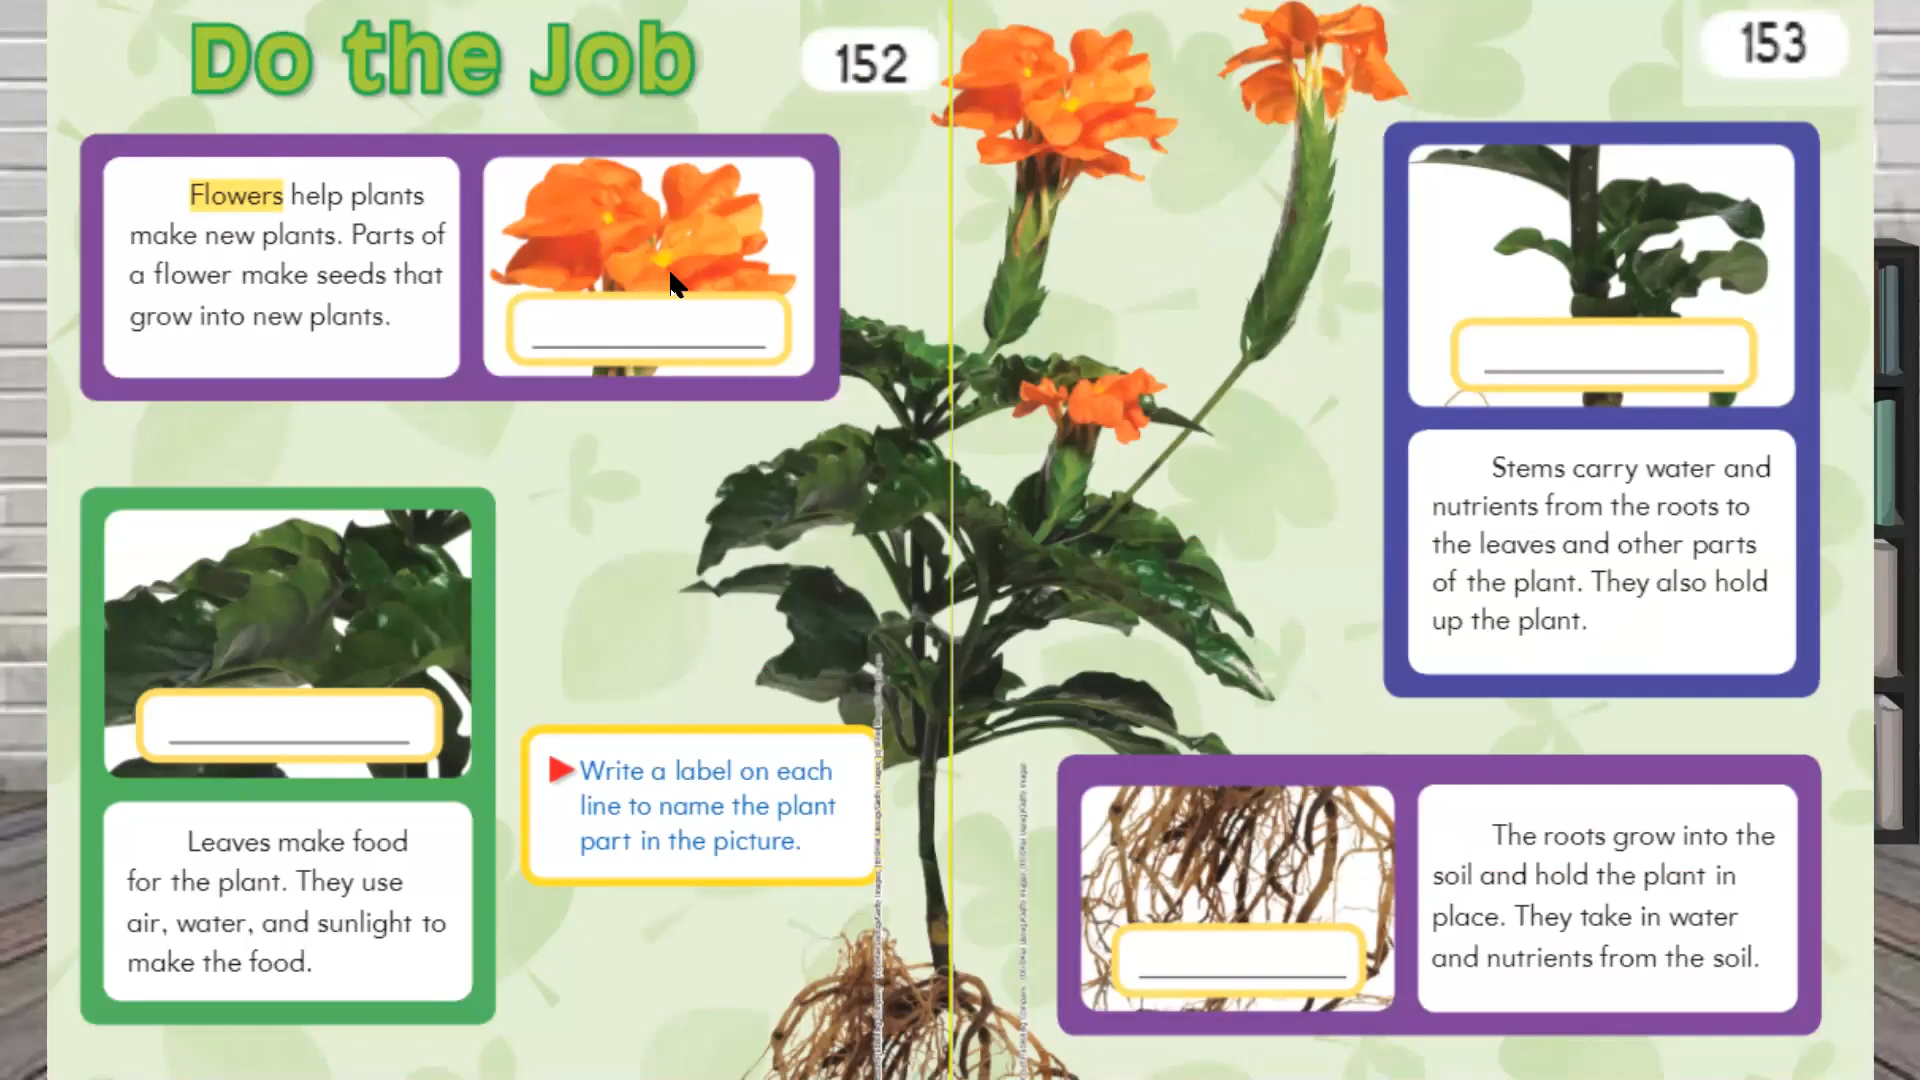 Do the Job
152
153
Flowers help plants
make new plants. Parts of
a flower make seeds that
grow into new plants.
Leaves make food
for the plant. They use
air, water, and sunlight to
make the food.
Write a label on each
line to name the plant
part in the picture.
Stems carry water and
nutrients from the roots to
the leaves and other parts
of the plant. They also hold
up the plant.
The roots grow into the
soil and hold the plant in
place. They take in water
and nutrients from the soil.